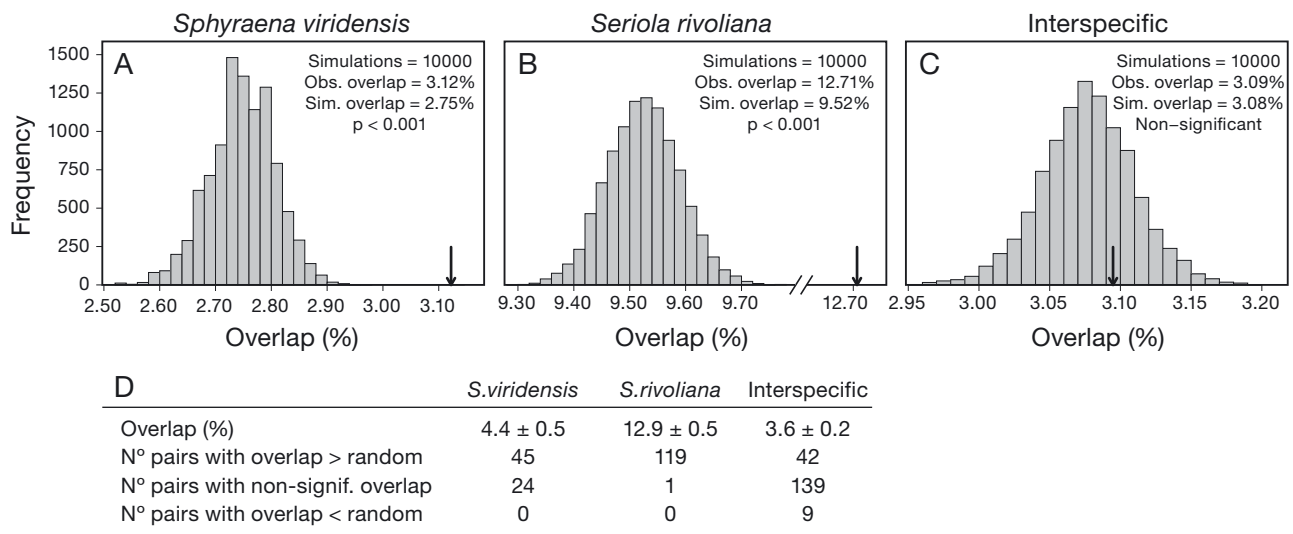 Sphyraena viridensis
Seriola rivoliana
Interspecific
A
Simulations = 10000
Obs. overlap = 3.12%
Sim. overlap = 2.75%
p < 0.001
B
Simulations = 10000
Obs. overlap = 12.71%
Sim. overlap = 9.52%
p < 0.001
C
Simulations = 10000
Obs. overlap = 3.09%
Sim. overlap = 3.08%
Non–significant
Frequency
1500
1250
1000
750
500
250
0
2.50 2.60 2.70 2.80 2.90 3.00 3.10
9.30 9.40 9.50 9.60 9.70 12.70
2.95 3.00 3.05 3.10 3.15 3.20
Overlap (%)
Overlap (%)
Overlap (%)
D S.viridensis S.rivoliana Interspecific
Overlap (%) 4.4 ± 0.5 12.9 ± 0.5 3.6 ± 0.2
Nº pairs with overlap > random 45 119 42
Nº pairs with non-signif. overlap 24 1 139
Nº pairs with overlap < random 0 0 9